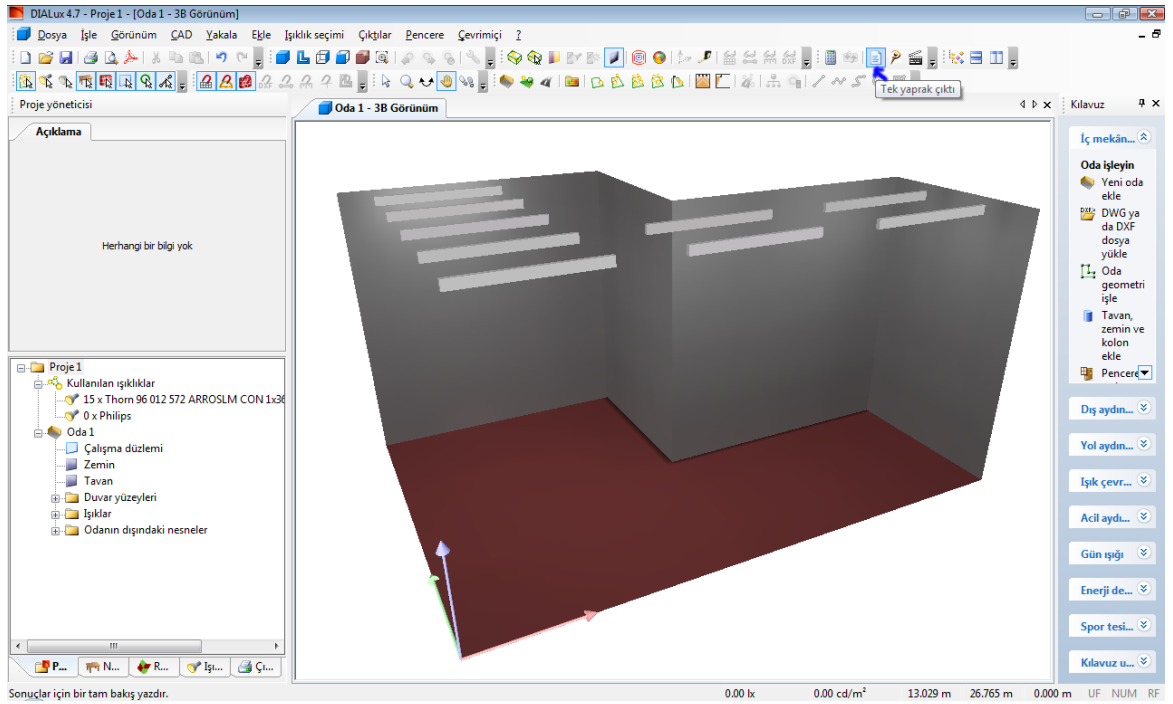 DIALux 4.7 - Proje 1 - [Oda 1 - 3B Görünüm]
Dosya İşle Görünüm CAD Yakala Ekle Işıklık seçimi Çıktılar Pencere Çevrimiçi ?
Tek yaprak çıktı
Proje yöneticisi
Açıklama
Herhangi bir bilgi yok
Proje 1
Kullanılan ışıklıklar
15 x Thorn 96 012 572 ARROSLM CON 1x36
0 x Philips
Oda 1
Çalışma düzlemi
Zemin
Tavan
Duvar yüzeyleri
Işıklar
Odanın dışındaki nesneler
P... N... R... Işı... Çı...
Oda 1 - 3B Görünüm
Kılavuz
İç mekân...
Oda işleyin
Yeni oda
ekle
DWG ya
da DXF
dosya
yükle
Oda
geometri
işle
Tavan,
zemin ve
kolon
ekle
Pencere
Dış aydın...
Yol aydın...
Işık çevr...
Acil aydı...
Gün ışığı
Enerji de...
Spor tesi...
Kılavuz u...
Sonuçlar için bir tam bakış yazdır.
0.00 lx 0.00 cd/m² 13.029 m 26.765 m 0.000 m UF NUM RF